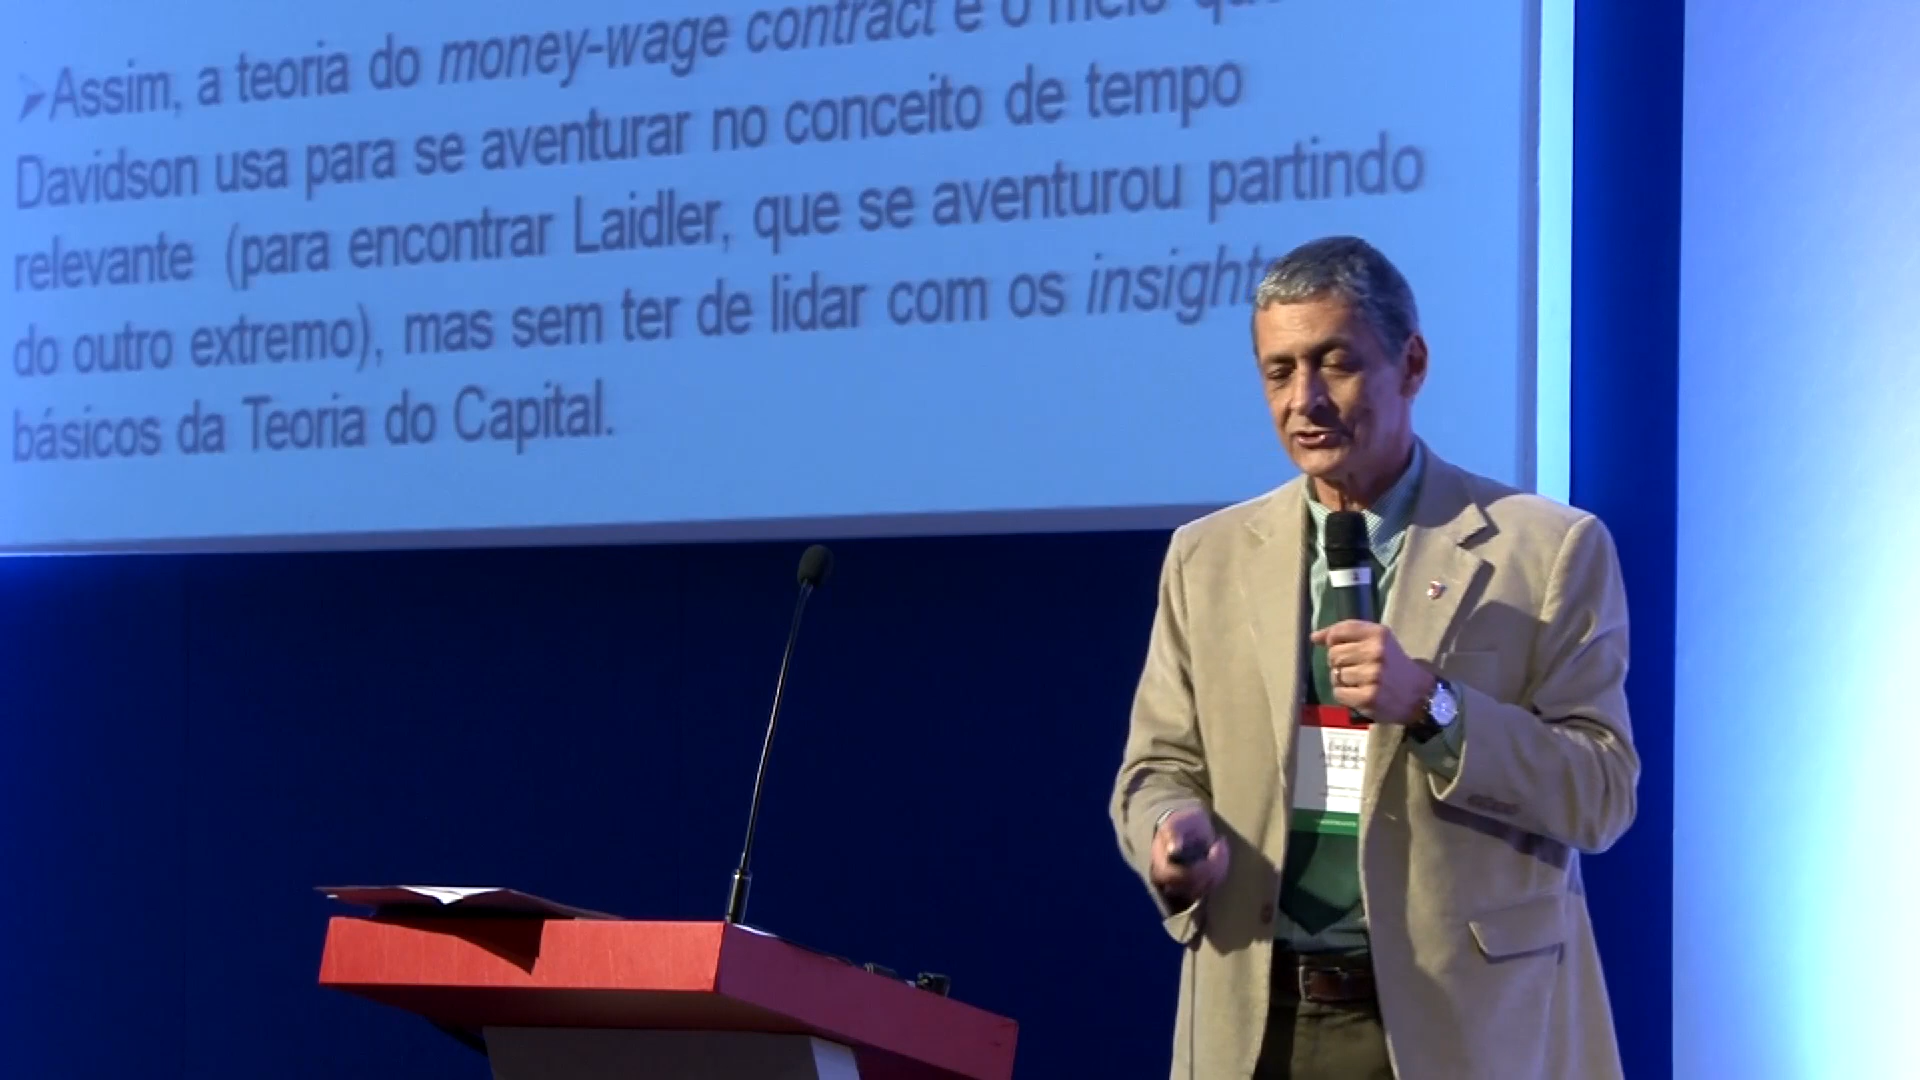 ➢Assim, a teoria do money-wage contract é o meio que
Davidson usa para se aventurar no conceito de tempo
relevante (para encontrar Laidler, que se aventurou partindo
do outro extremo), mas sem ter de lidar com os insights
básicos da Teoria do Capital.